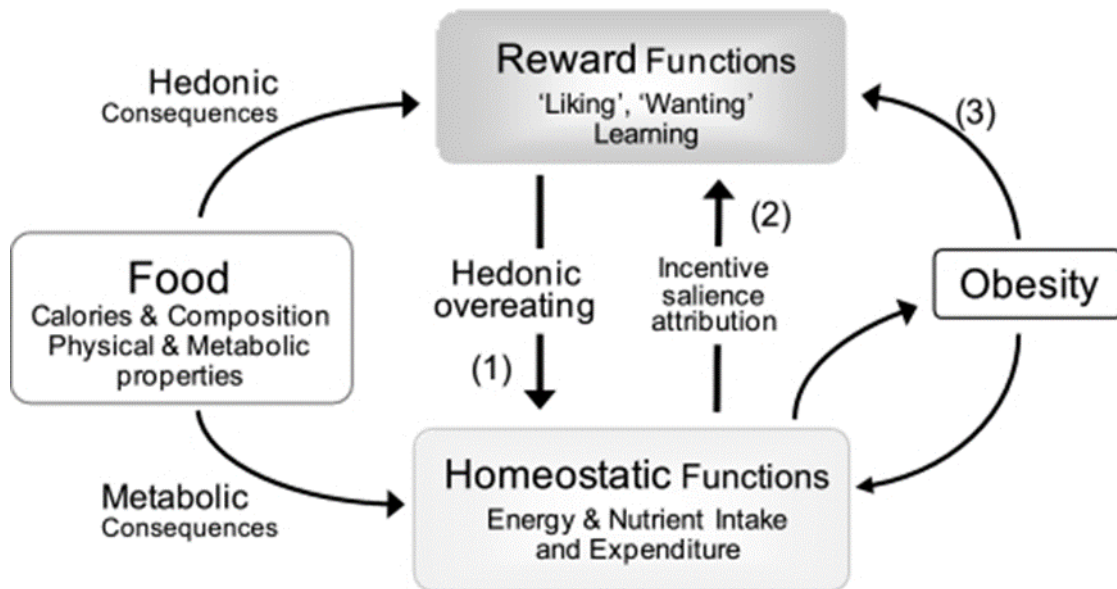 Reward Functions
‘Liking’, ‘Wanting’
Learning
Hedonic
Consequences
(3)
Food
Calories & Composition
Physical & Metabolic
properties
Hedonic
overeating
(1)
(2)
Incentive
salience
attribution
Obesity
Metabolic
Consequences
Homeostatic Functions
Energy & Nutrient Intake
and Expenditure